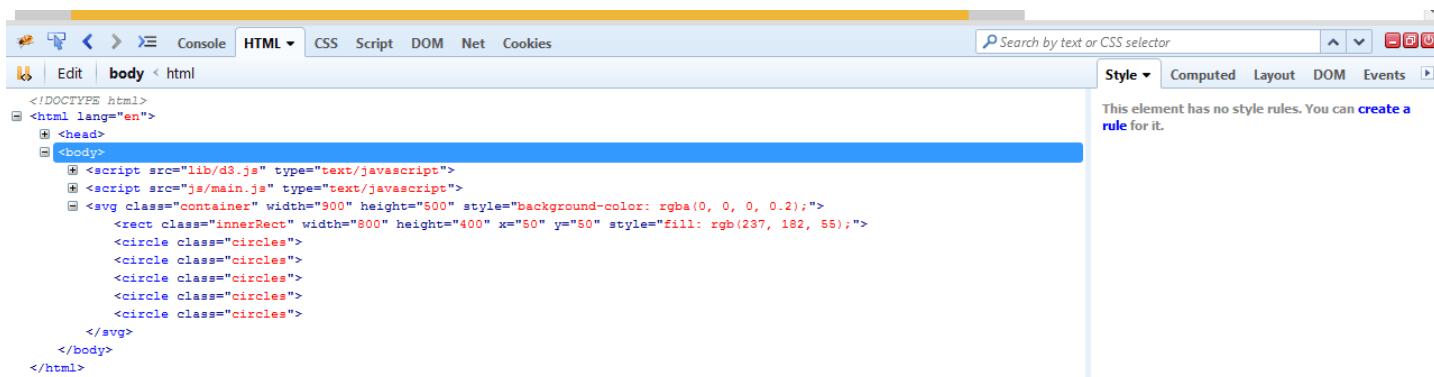 Console HTML CSS Script DOM Net Cookies Search by text or CSS selector
Edit body < html Style Computed Layout DOM Events
<!DOCTYPE html>
<html lang="en">
<head>
<body>
<script src="lib/d3.js" type="text/javascript">
<script src="js/main.js" type="text/javascript">
<svg class="container" width="900" height="500" style="background-color: rgba(0, 0, 0, 0.2);">
<rect class="innerRect" width="800" height="400" x="50" y="50" style="fill: rgb(237, 182, 55);">
<circle class="circles">
<circle class="circles">
<circle class="circles">
<circle class="circles">
<circle class="circles">
</svg>
</body>
</html>
This element has no style rules. You can create a
rule for it.